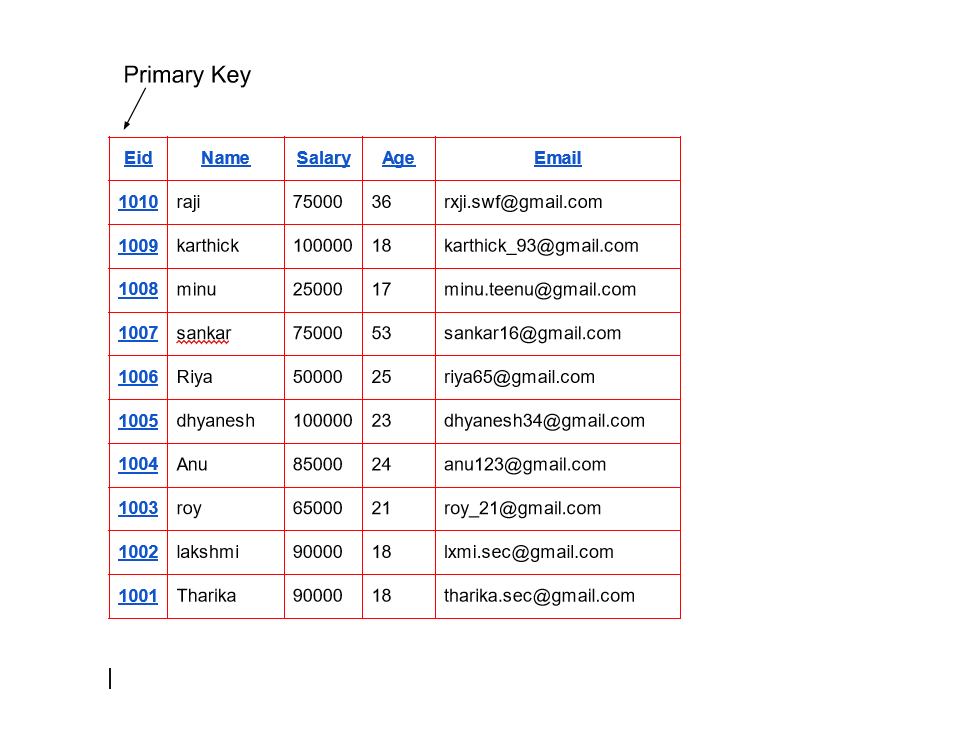 Primary Key
Eid Name Salary Age Email
1010 raji 75000 36 rxji.swf@gmail.com
1009 karthick 100000 18 karthick_93@gmail.com
1008 minu 25000 17 minu.teenu@gmail.com
1007 sankar 75000 53 sankar16@gmail.com
1006 Riya 50000 25 riya65@gmail.com
1005 dhyanesh 100000 23 dhyanesh34@gmail.com
1004 Anu 85000 24 anu123@gmail.com
1003 roy 65000 21 roy_21@gmail.com
1002 lakshmi 90000 18 lxmi.sec@gmail.com
1001 Tharika 90000 18 tharika.sec@gmail.com